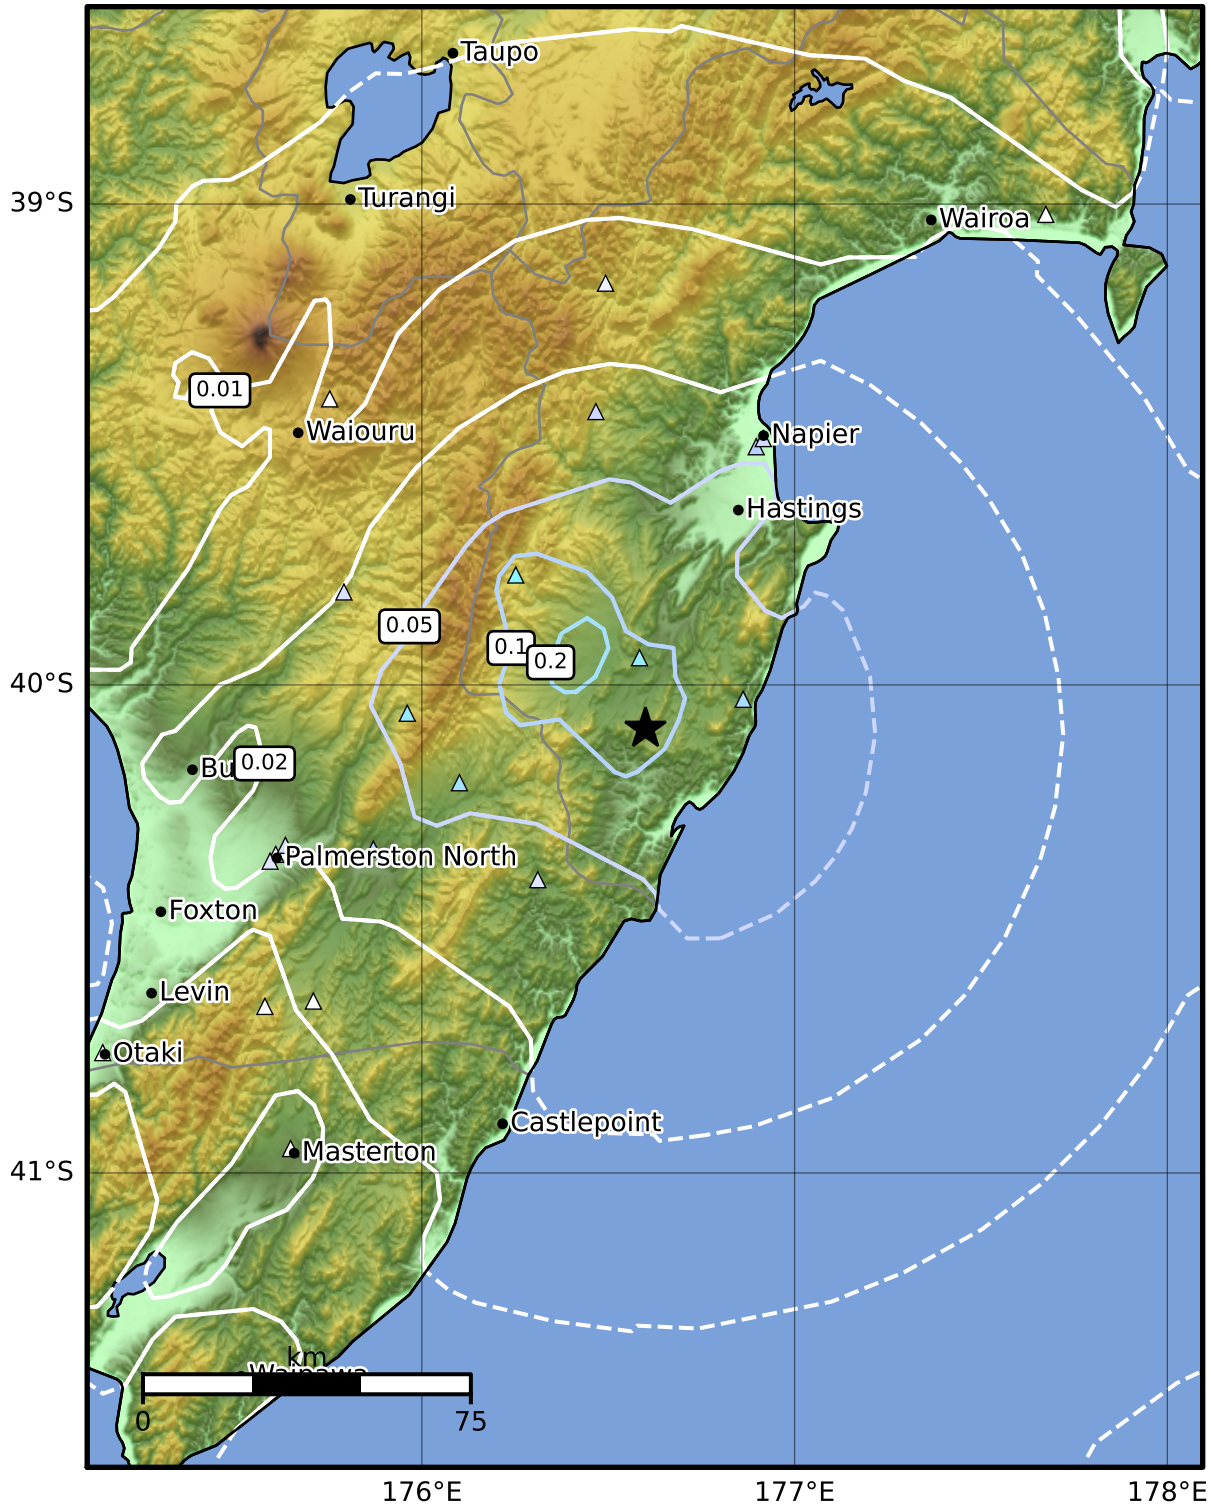 Taupo
39°S
Turangi
Wairoa
0.01
Waiouru
Napier
Hastings
0.05
0.1
0.2
40°S
0.02
Palmerston North
Foxton
Levin
Otaki
Castlepoint
Masterton
41°S
km
0
75
176°E
177°E
178°E